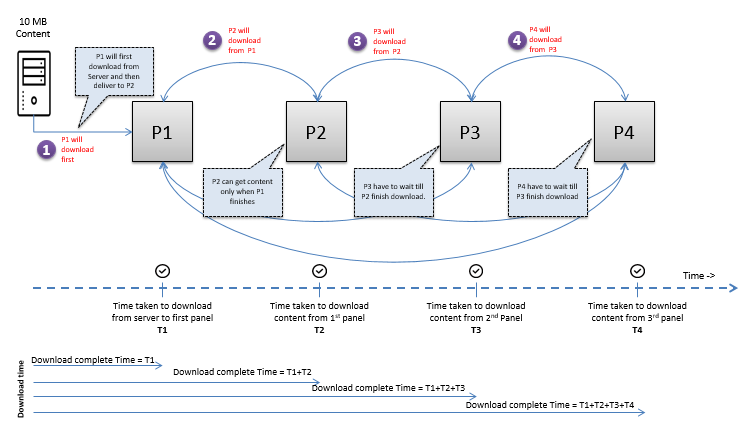 10 MB
Content
P1 will first
download from
Server and then
deliver to P2
2
P2 will
download
from P1
3
P3 will
download
from P2
4
P4 will
download
from P3
1
P1 will
download
first
P1
P2
P3
P4
P2 can get content
only when P1
finishes
P3 have to wait till
P2 finish download.
P4 have to wait till
P3 finish download
Time ->
Time taken to download
from server to first panel
T1
Time taken to download
content from 1st panel
T2
Time taken to download
content from 2nd Panel
T3
Time taken to download
content from 3rd panel
T4
Download time
Download complete Time = T1
Download complete Time = T1+T2
Download complete Time = T1+T2+T3
Download complete Time = T1+T2+T3+T4